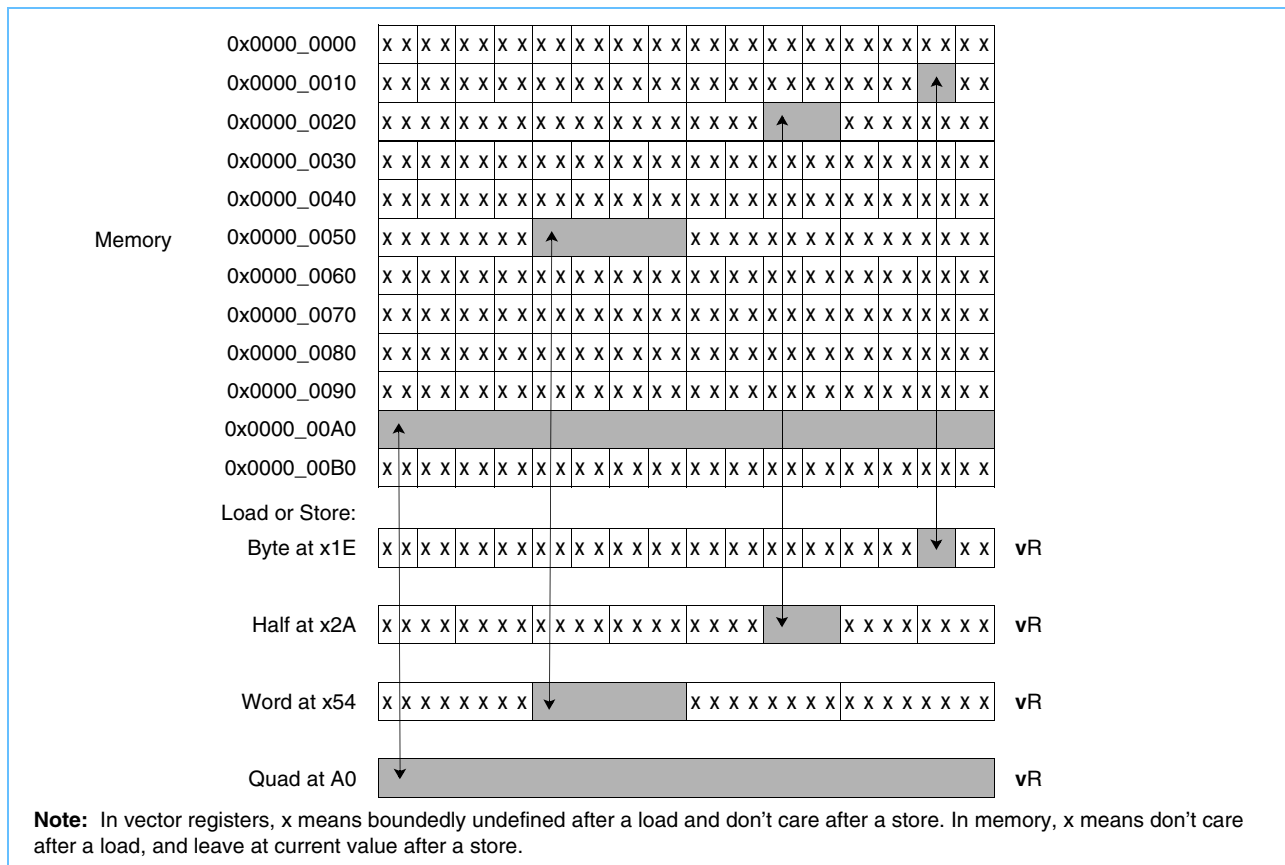 0x0000_0000 X X X X X X X X X X X X X X X X X X X X X X X X X X X X X X X X
0x0000_0010 X X X X X X X X X X X X X X X X X X X X X X X X X X X X X X
0x0000_0020 X X X X X X X X X X X X X X X X X X X X X X X X X X X X
0x0000_0030 X X X X X X X X X X X X X X X X X X X X X X X X X X X X X X X X
0x0000_0040 X X X X X X X X X X X X X X X X X X X X X X X X X X X X X X X X
Memory 0x0000_0050 X X X X X X X X X X X X X X X X X X X X X X X X
0x0000_0060 X X X X X X X X X X X X X X X X X X X X X X X X X X X X X X X X
0x0000_0070 X X X X X X X X X X X X X X X X X X X X X X X X X X X X X X X X
0x0000_0080 X X X X X X X X X X X X X X X X X X X X X X X X X X X X X X X X
0x0000_0090 X X X X X X X X X X X X X X X X X X X X X X X X X X X X X X X X
0x0000_00A0
0x0000_00B0 X X X X X X X X X X X X X X X X X X X X X X X X X X X X X X X X
Load or Store:
Byte at x1E X X X X X X X X X X X X X X X X X X X X X X X X X X X X X X vR
Half at x2A X X X X X X X X X X X X X X X X X X X X X X X X X X X X vR
Word at x54 X X X X X X X X X X X X X X X X X X X X X X X X vR
Quad at A0 vR
Note: In vector registers, x means boundedly undefined after a load and don't care after a store. In memory, x means don't care
after a load, and leave at current value after a store.